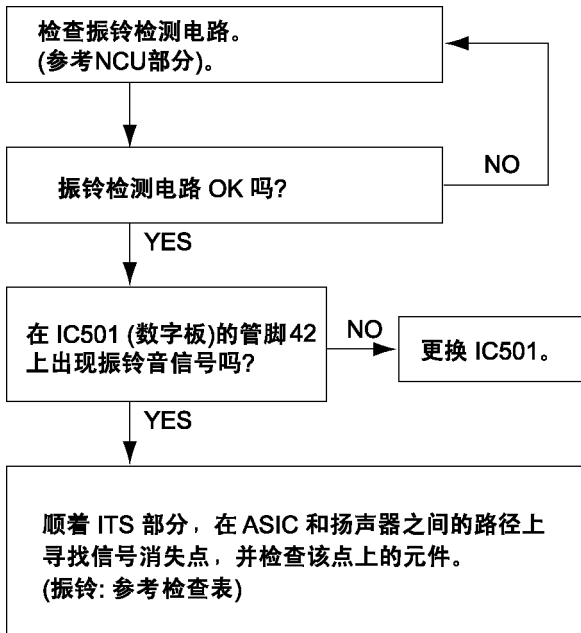 检查振铃检测电路。
(参考NCU部分)。
振铃检测电路 OK 吗?
NO
YES
在 IC501 (数字板)的管脚42
上出现振铃音信号吗?
NO
更换 IC501。
YES
顺着 ITS 部分，在 ASIC 和扬声器之间的路径上
寻找信号消失点，并检查该点上的元件。
(振铃: 参考检查表)